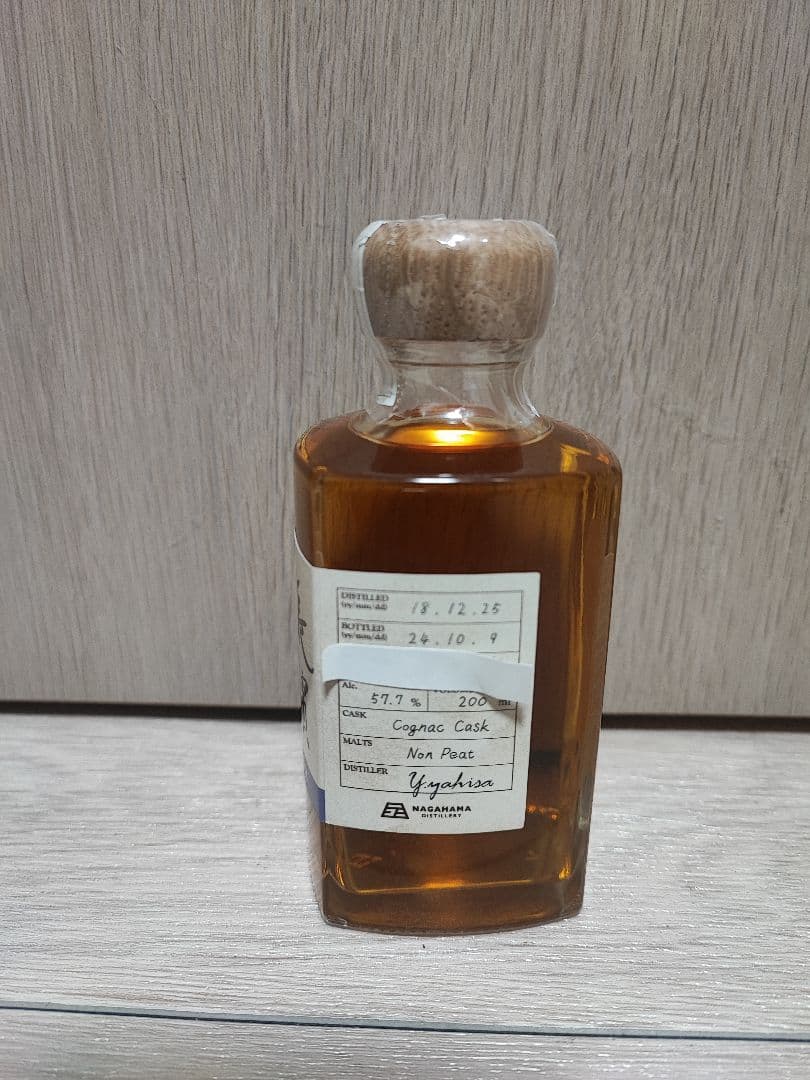 DISTILLED
(yy/mm/dd) 18.12.25
BOTTLED
(yy/mm/dd) 24.10.9
Alc. 57.7 % 200 ml
CASK Cognac Cask
MALTS Non Peat
DISTILLER Y.yahisa
NAGAHAMA
DISTILLERY